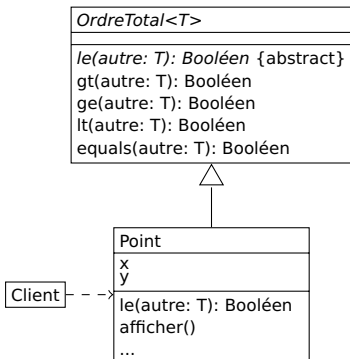 OrdreTotal<T>
le(autre: T): Booléen {abstract}
gt(autre: T): Booléen
ge(autre: T): Booléen
lt(autre: T): Booléen
equals(autre: T): Booléen
Point
x
y
Client
le(autre: T): Booléen
afficher()
...